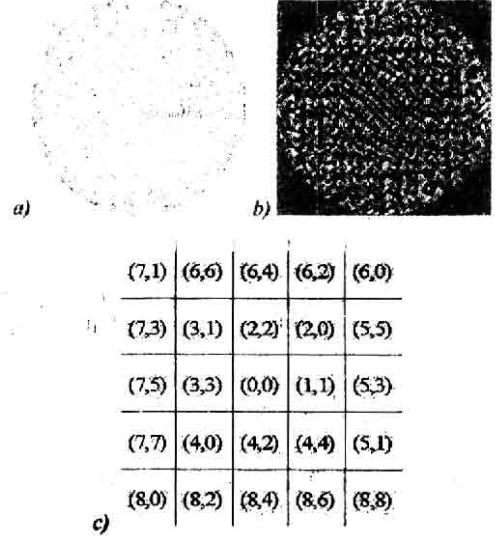 a) b)
(7,1) (6,6) (6,4) (6,2) (6,0)
(7,3) (3,1) (2,2) (2,0) (5,5)
(7,5) (3,3) (0,0) (1,1) (5,3)
(7,7) (4,0) (4,2) (4,4) (5,1)
(8,0) (8,2) (8,4) (8,6) (8,8)
c)